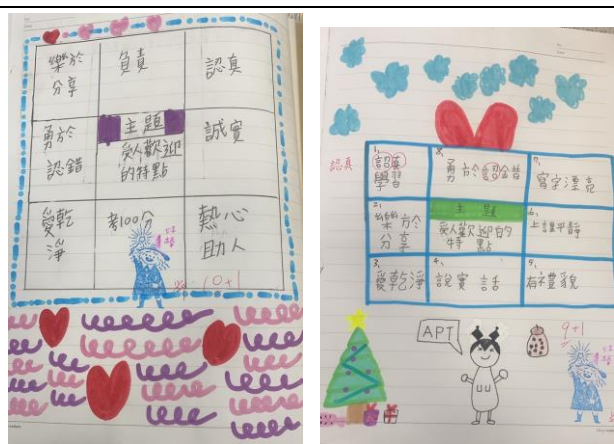 樂於
分享
負責
認真
勇於
認錯
主題
受人歡迎
的特點
誠實
愛乾
淨
考100分
熱心
助人
10+1
認真
1.
認真
學習
8.
勇於認錯
7.
寫字漂亮
2.
樂於
分享
主題
受人歡迎的
特點
6.
上課平靜
3.
愛乾淨
4.
說實話
有禮貌
APT
9+1